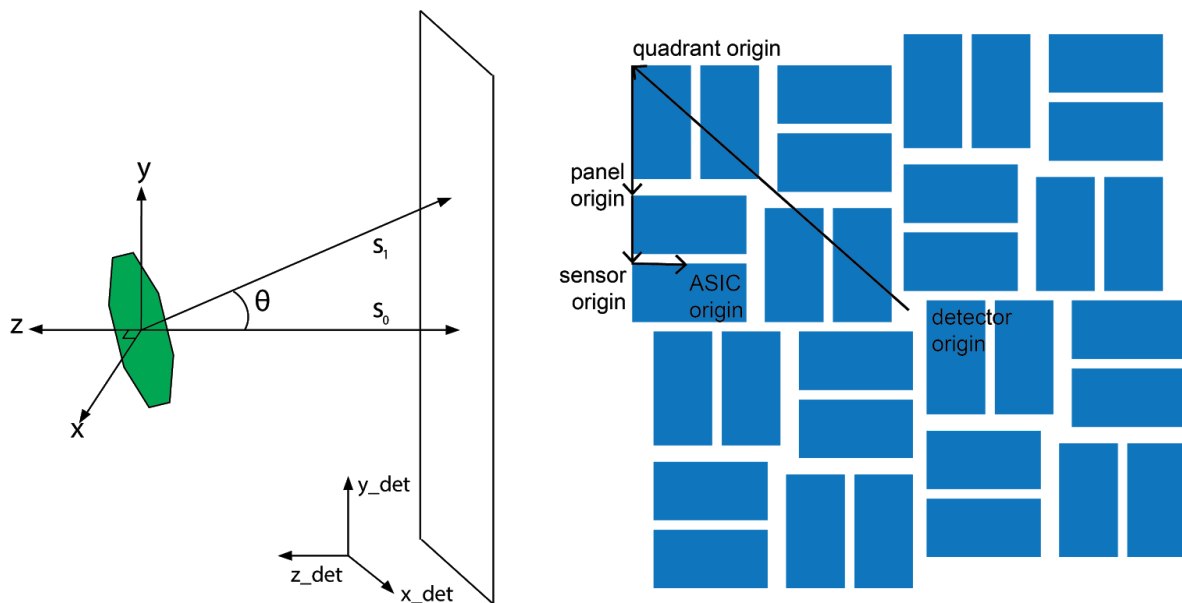 y
S₁
θ
z
S₀
x
y_det
z_det
x_det
quadrant origin
panel
origin
sensor
origin
ASIC
origin
detector
origin